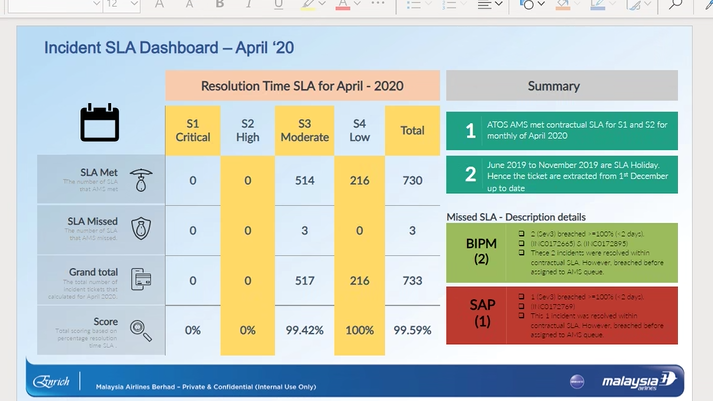 12
A A B I U A
Incident SLA Dashboard – April ‘20
Resolution Time SLA for April - 2020
Summary
S1 Critical
S2 High
S3 Moderate
S4 Low
Total
1 ATOS AMS met contractual SLA for S1 and S2 for
monthly of April 2020
2 June 2019 to November 2019 are SLA Holiday.
Hence the ticket are extracted from 1st December
up to date
SLA Met
The number of SLA
that AMS met
0 0 514 216 730
SLA Missed
The number of SLA
that AMS missed.
0 0 3 0 3
Grand total
The total number of
incident tickets that
calculated for April 2020.
0 0 517 216 733
Score
Total scoring based on
percentage resolution
time SLA.
0% 0% 99.42% 100% 99.59%
Missed SLA - Description details
BIPM
(2)
2 (Sev3) breached >=100% (<2 days).
(INC0172665) & (INC0172895)
These 2 incidents were resolved within
contractual SLA. However, breached before
assigned to AMS queue.
SAP
(1)
1 (Sev3) breached >=100% (<2 days).
(INC0172769)
This 1 incident was resolved within
contractual SLA. However, breached before
assigned to AMS queue.
Enrich
Malaysia Airlines Berhad – Private & Confidential (Internal Use Only)
malaysia
airlines